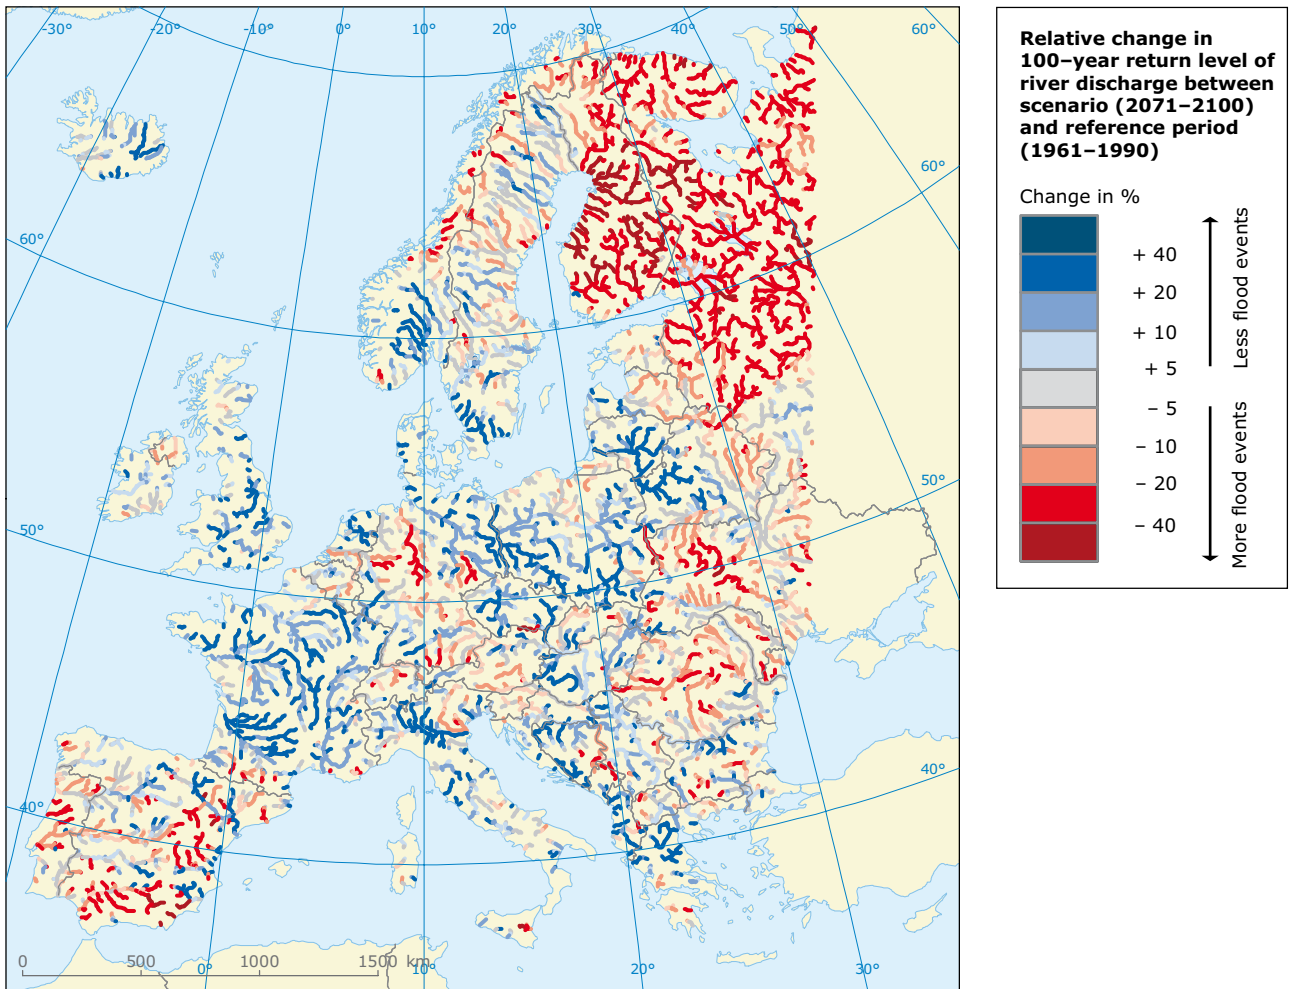 -30° -20° -10° 0° 10° 20° 30° 40° 50° 60°
60°
60°
50°
50°
40°
40°
0 500 1000 1500 km
0° 10° 20° 30°
Relative change in
100–year return level of
river discharge between
scenario (2071–2100)
and reference period
(1961–1990)
Change in %
+ 40
+ 20
+ 10
+ 5
– 5
– 10
– 20
– 40
Less flood events
More flood events